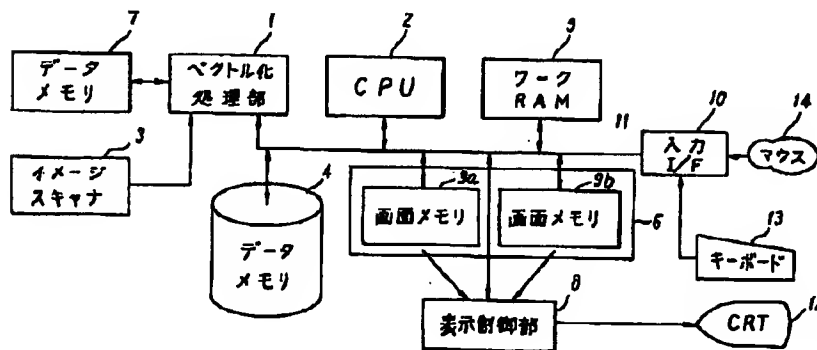 7
データ
メモリ
1
ベクトル化
処理部
2
CPU
9
ワーク
RAM
11
10
入力
I/F
14
マウス
3
イメージ
スキャナ
4
データ
メモリ
9a
画面メモリ
9b
画面メモリ
6
13
キーボード
8
表示制御部
CRT